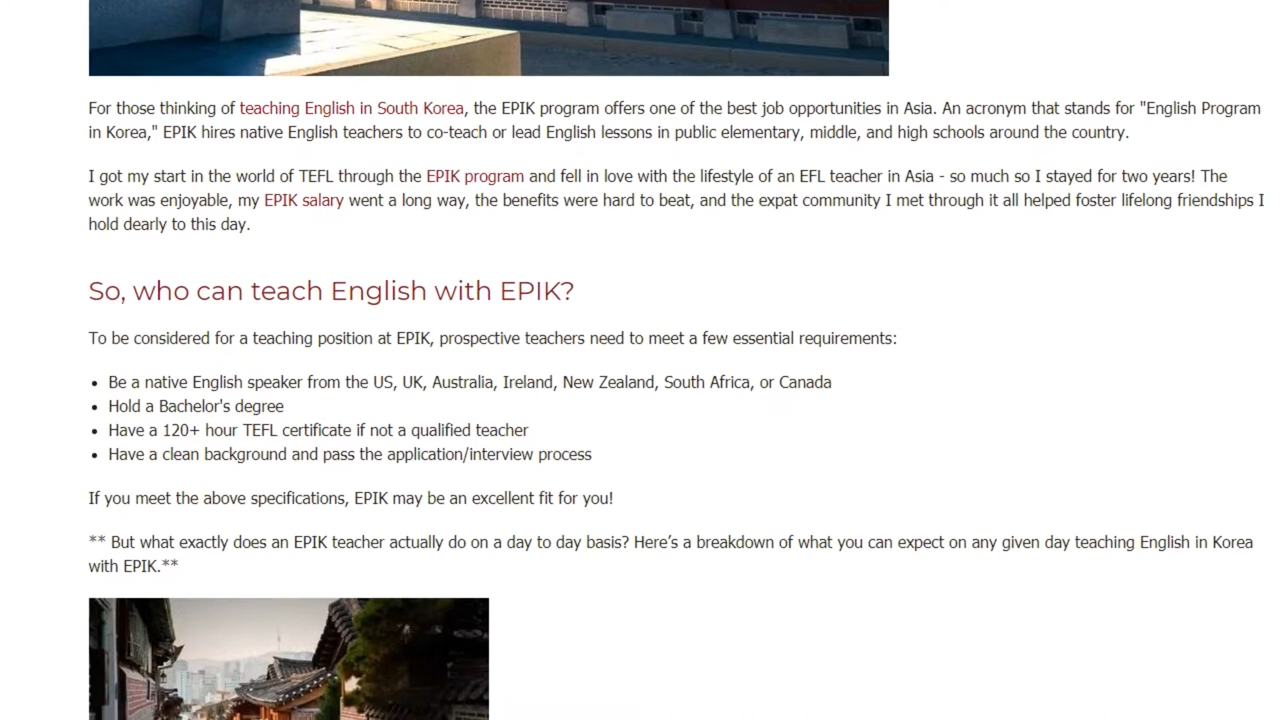 For those thinking of teaching English in South Korea, the EPIK program offers one of the best job opportunities in Asia. An acronym that stands for "English Program
in Korea," EPIK hires native English teachers to co-teach or lead English lessons in public elementary, middle, and high schools around the country.
I got my start in the world of TEFL through the EPIK program and fell in love with the lifestyle of an EFL teacher in Asia - so much so I stayed for two years! The
work was enjoyable, my EPIK salary went a long way, the benefits were hard to beat, and the expat community I met through it all helped foster lifelong friendships I
hold dearly to this day.
So, who can teach English with EPIK?
To be considered for a teaching position at EPIK, prospective teachers need to meet a few essential requirements:
• Be a native English speaker from the US, UK, Australia, Ireland, New Zealand, South Africa, or Canada
• Hold a Bachelor's degree
• Have a 120+ hour TEFL certificate if not a qualified teacher
• Have a clean background and pass the application/interview process
If you meet the above specifications, EPIK may be an excellent fit for you!
** But what exactly does an EPIK teacher actually do on a day to day basis? Here’s a breakdown of what you can expect on any given day teaching English in Korea
with EPIK.**